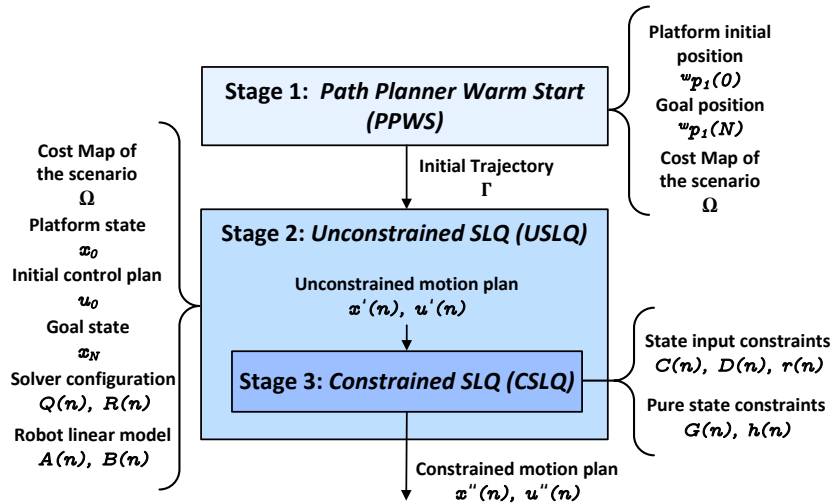 Stage 1: Path Planner Warm Start
(PPWS)
Platform initial
position
ʷp₁(0)
Goal position
ʷp₁(N)
Cost Map of
the scenario
Ω
Initial Trajectory
Γ
Cost Map of
the scenario
Ω
Platform state
x₀
Initial control plan
u₀
Goal state
x_N
Solver configuration
Q(n), R(n)
Robot linear model
A(n), B(n)
Stage 2: Unconstrained SLQ (USLQ)
Unconstrained motion plan
x'(n), u'(n)
Stage 3: Constrained SLQ (CSLQ)
State input constraints
C(n), D(n), r(n)
Pure state constraints
G(n), h(n)
Constrained motion plan
x''(n), u''(n)